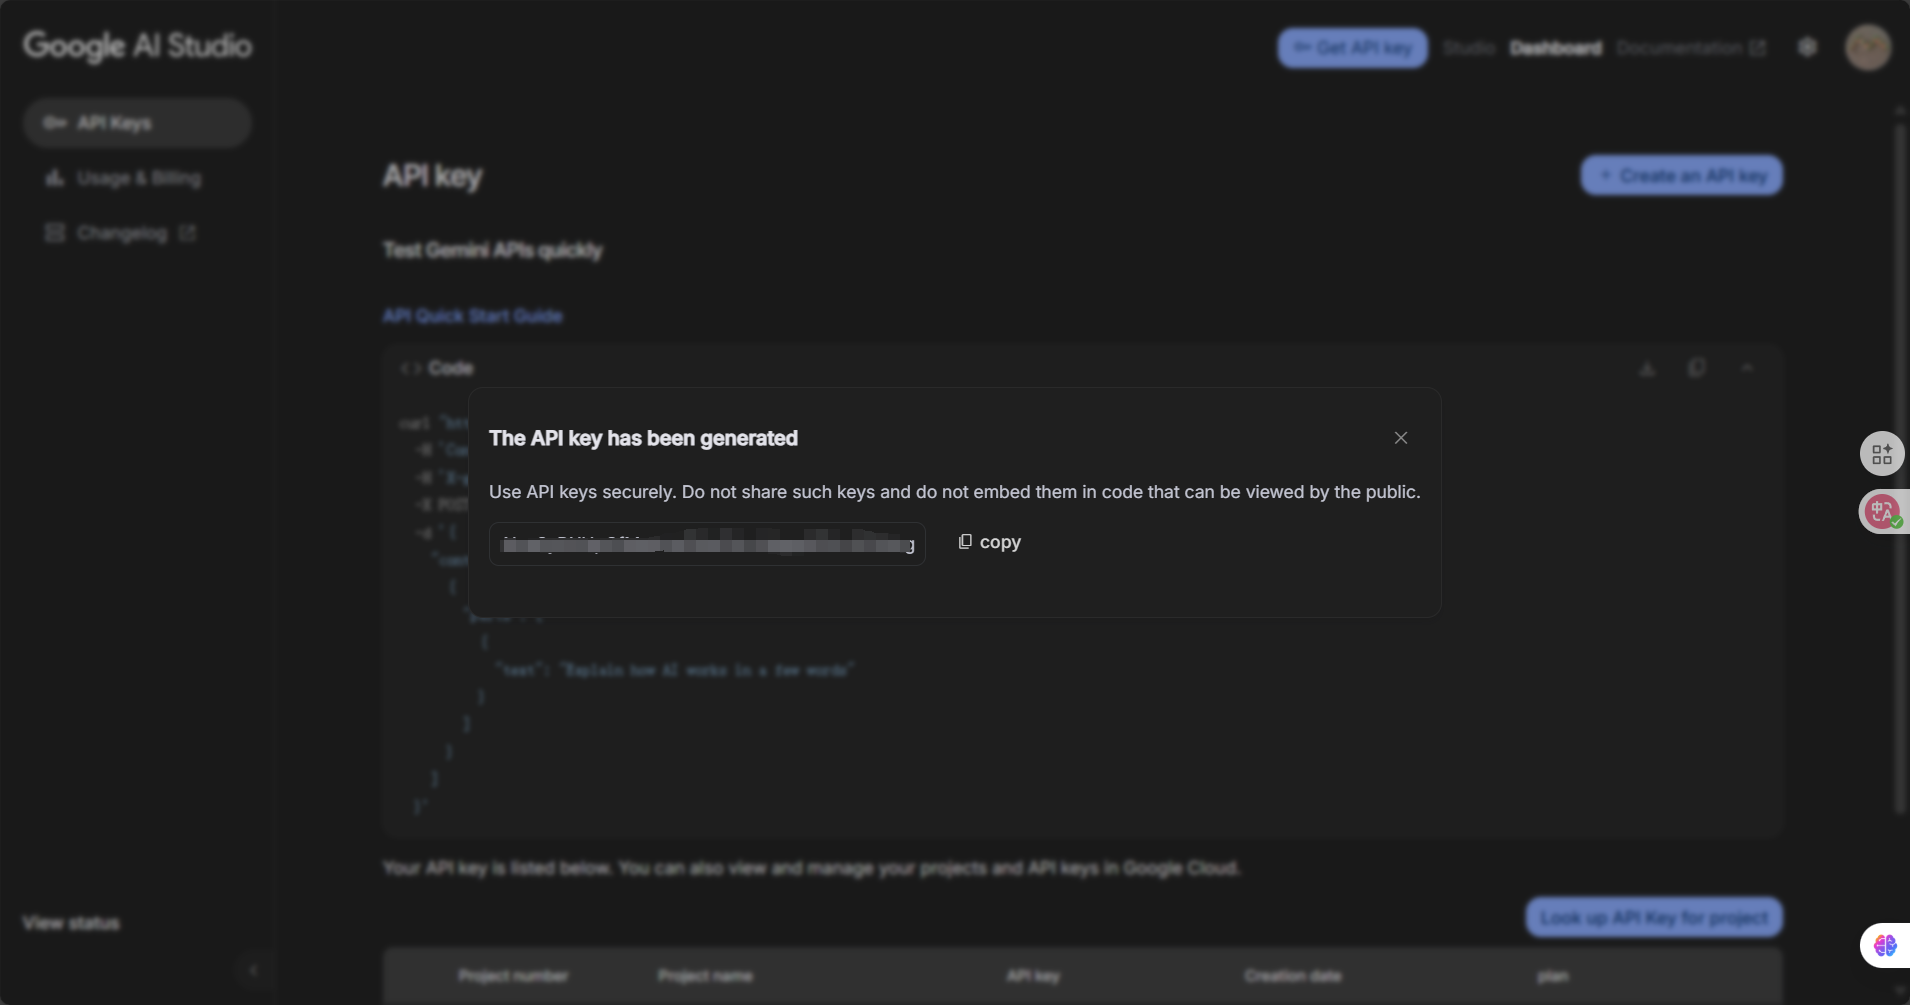 Google AI Studio
Get API key
Studio
Dashboard
Documentation
API Keys
Usage & Billing
Changelog
API key
Create an API key
Test Gemini APIs quickly
API Quick Start Guide
Code
curl
The API key has been generated
Use API keys securely. Do not share such keys and do not embed them in code that can be viewed by the public.
copy
-X POST
-d '{
{
{
"text": "Explain how AI works in a few words"
}
]
}
]
}'
Your API key is listed below. You can also view and manage your projects and API keys in Google Cloud.
View status
Look up API Key for project
Project number
Project name
API key
Creation date
plan